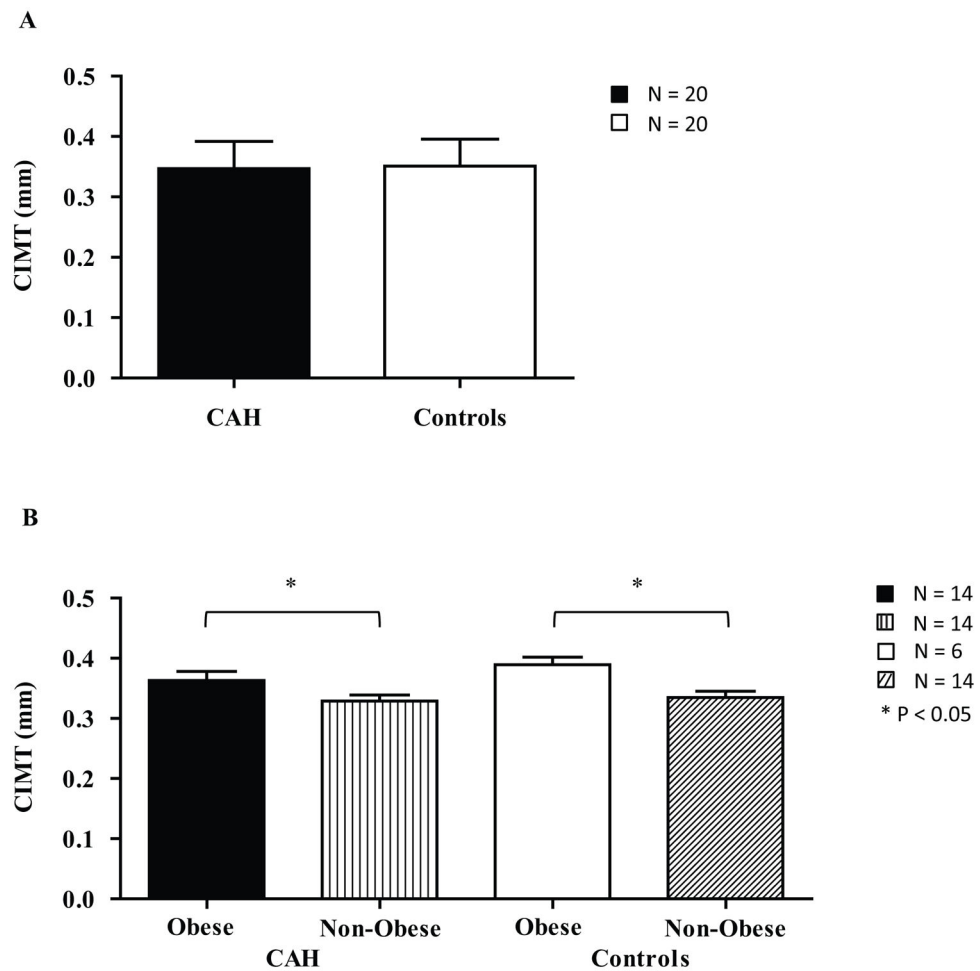 A
0.5
0.4
0.3
0.2
0.1
0.0
CIMT (mm)
CAH
Controls
N = 20
N = 20
B
0.5
0.4
0.3
0.2
0.1
0.0
CIMT (mm)
*
*
Obese
Non-Obese
Obese
Non-Obese
CAH
Controls
N = 14
N = 14
N = 6
N = 14
* P < 0.05